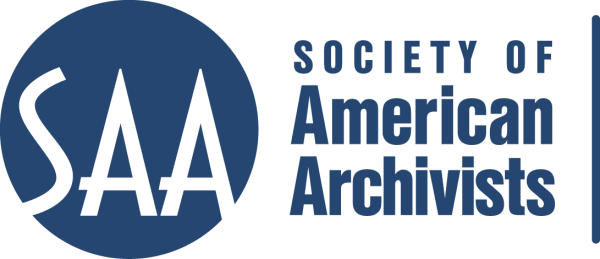 SAA
SOCIETY OF
American
Archivists